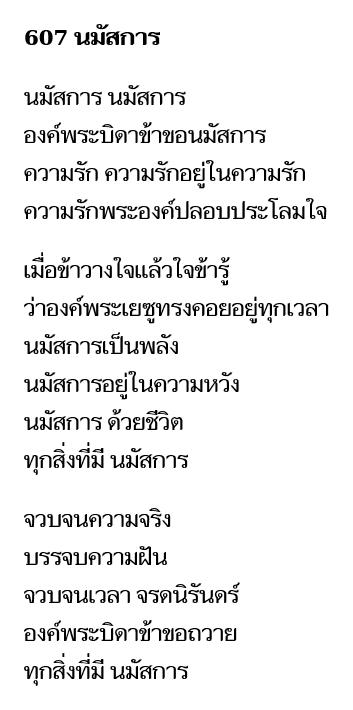 607 นมัสการ
นมัสการ นมัสการ
องค์พระบิดาข้าขอนมัสการ
ความรัก ความรักอยู่ในความรัก
ความรักพระองค์ปลอบประโลมใจ
เมื่อข้าวางใจแล้วใจข้ารู้
ว่าองค์พระเยซูทรงคอยอยู่ทุกเวลา
นมัสการเป็นพลัง
นมัสการอยู่ในความหวัง
นมัสการ ด้วยชีวิต
ทุกสิ่งที่มี นมัสการ
จวบจนความจริง
บรรจบความฝัน
จวบจนเวลา จรดนิรันดร์
องค์พระบิดาข้าขอถวาย
ทุกสิ่งที่มี นมัสการ